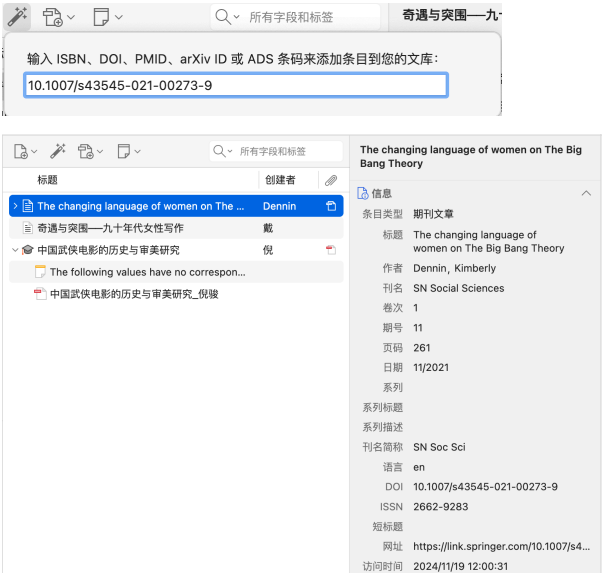 所有字段和标签
奇遇与突围——九十
输入 ISBN、DOI、PMID、arXiv ID 或 ADS 条码来添加条目到您的文库：
10.1007/s43545-021-00273-9
所有字段和标签
标题 创建者
The changing language of women on The ... Dennin
奇遇与突围——九十年代女性写作 戴
中国武侠电影的历史与审美研究 倪
The following values have no correspon...
中国武侠电影的历史与审美研究_倪骏
The changing language of women on The Big
Bang Theory
信息
条目类型 期刊文章
标题 The changing language of
women on The Big Bang Theory
作者 Dennin, Kimberly
刊名 SN Social Sciences
卷次 1
期号 11
页码 261
日期 11/2021
系列
系列标题
系列描述
刊名简称 SN Soc Sci
语言 en
DOI 10.1007/s43545-021-00273-9
ISSN 2662-9283
短标题
网址 https://link.springer.com/10.1007/s4...
访问时间 2024/11/19 12:00:31